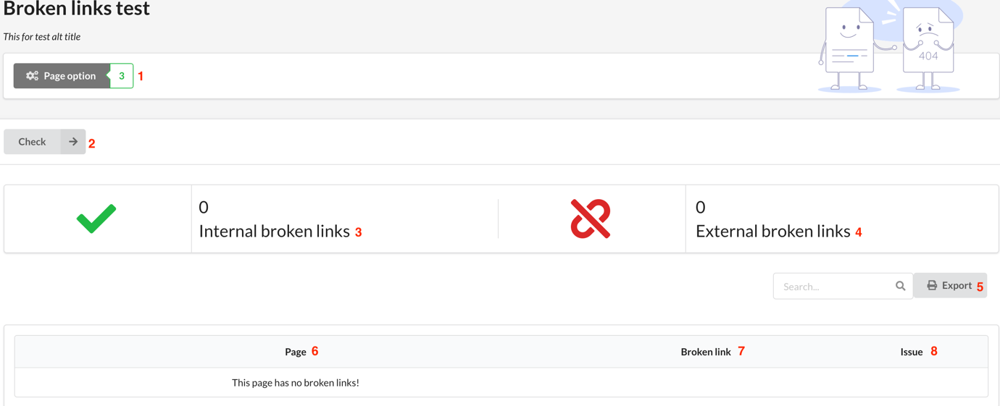 Broken links test
This for test alt title
404
Page option 3 1
Check 2
0
Internal broken links 3
0
External broken links 4
Search...
Export 5
Page 6 Broken link 7 Issue 8
This page has no broken links!